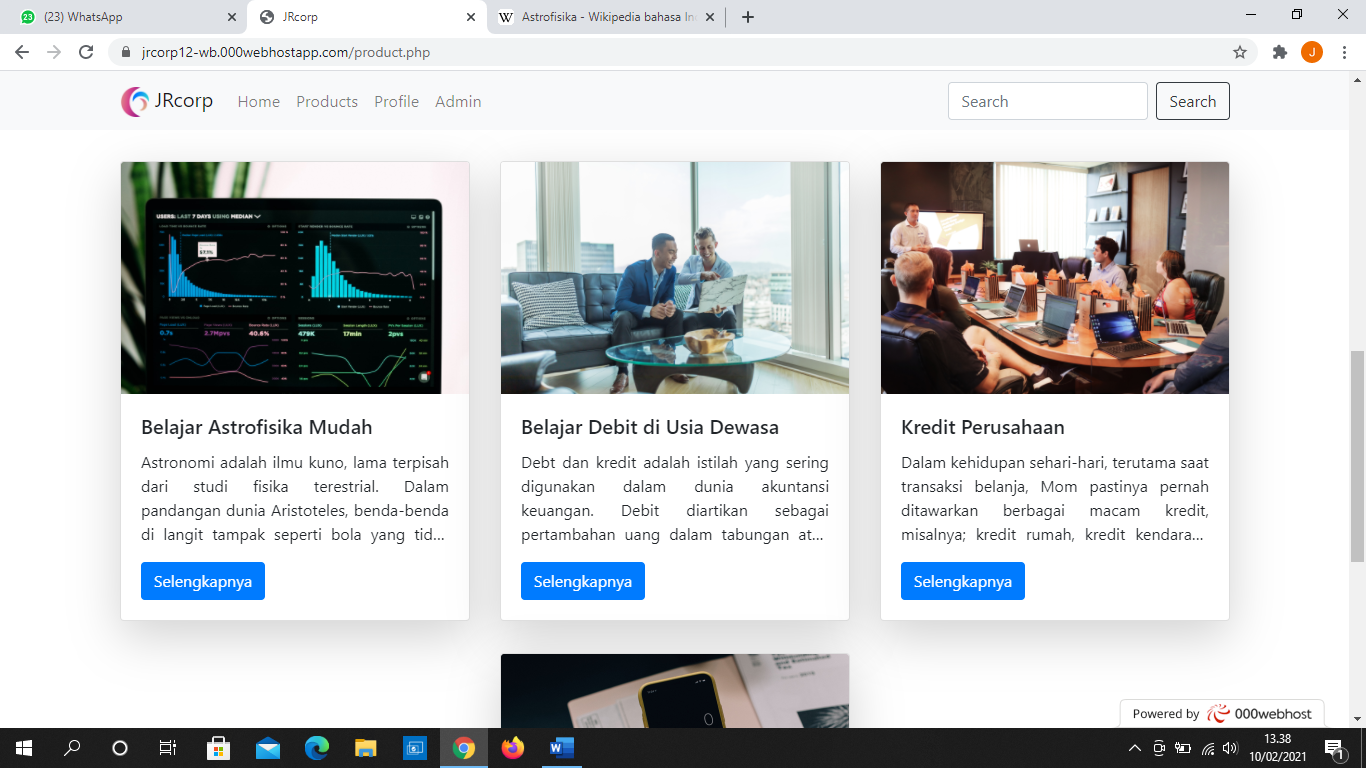 (23) WhatsApp
JRcorp
Astrofisika - Wikipedia bahasa In
jrcorp12-wb.000webhostapp.com/product.php
J
JRcorp
Home
Products
Profile
Admin
Search
Search
USERS: LAST 7 DAYS USING MEDIAN
57.1%
0.7s
2.7Mpvs
40.6%
479K
17min
2pvs
Belajar Astrofisika Mudah
Astronomi adalah ilmu kuno, lama terpisah
dari studi fisika terestrial. Dalam
pandangan dunia Aristoteles, benda-benda
di langit tampak seperti bola yang tid...
Selengkapnya
Belajar Debit di Usia Dewasa
Debt dan kredit adalah istilah yang sering
digunakan dalam dunia akuntansi
keuangan. Debit diartikan sebagai
pertambahan uang dalam tabungan at...
Selengkapnya
Kredit Perusahaan
Dalam kehidupan sehari-hari, terutama saat
transaksi belanja, Mom pastinya pernah
ditawarkan berbagai macam kredit,
misalnya; kredit rumah, kredit kendara...
Selengkapnya
Powered by 000webhost
13.38
10/02/2021
1